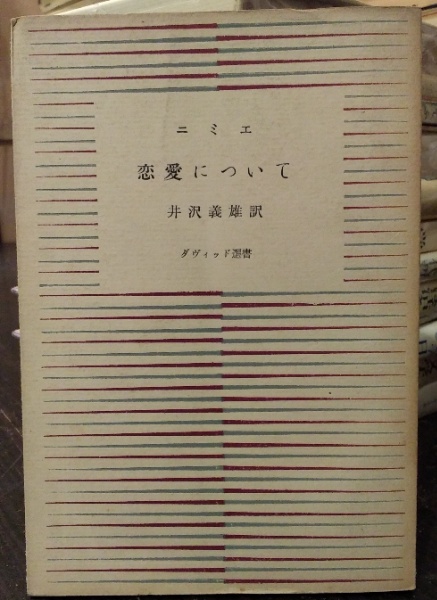 ニミエ
恋愛について
井沢義雄訳
ダヴィッド選書